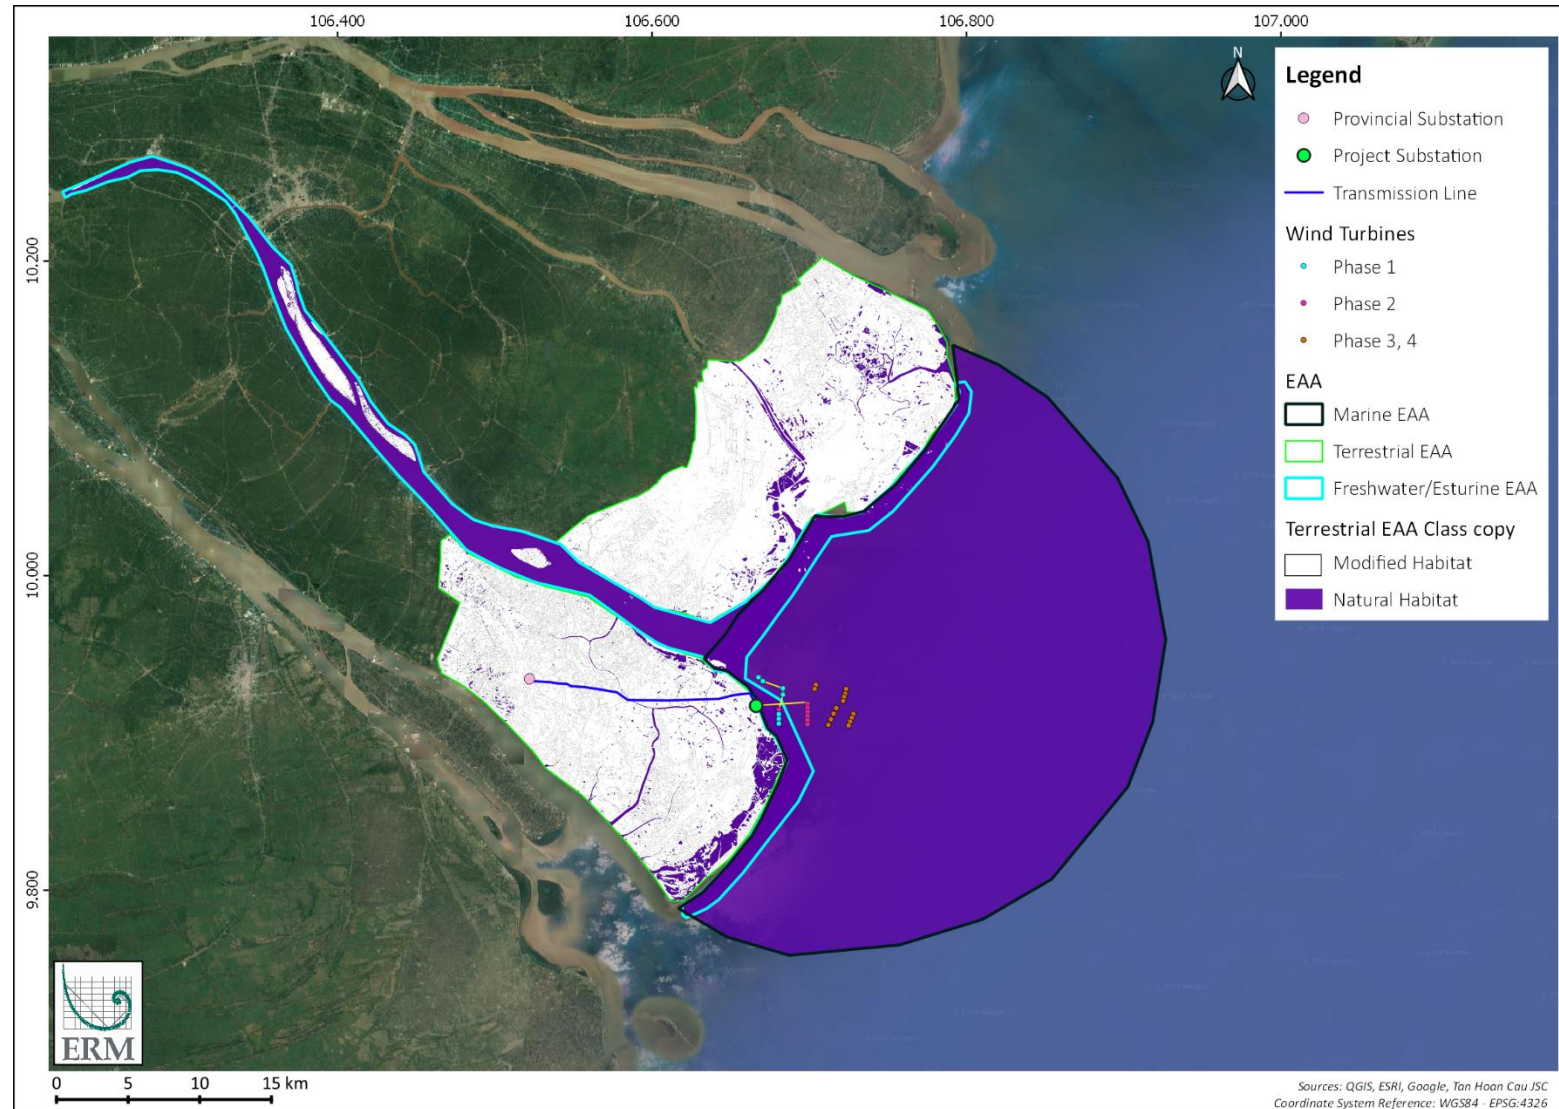 106.400
106.600
106.800
107.000
10.200
10.000
9.800
N
Legend
Provincial Substation
Project Substation
Transmission Line
Wind Turbines
Phase 1
Phase 2
Phase 3, 4
EAA
Marine EAA
Terrestrial EAA
Freshwater/Esturine EAA
Terrestrial EAA Class copy
Modified Habitat
Natural Habitat
ERM
0 5 10 15 km
Sources: QGIS, ESRI, Google, Tan Hoan Cau JSC
Coordinate System Reference: WGS84 - EPSG:4326